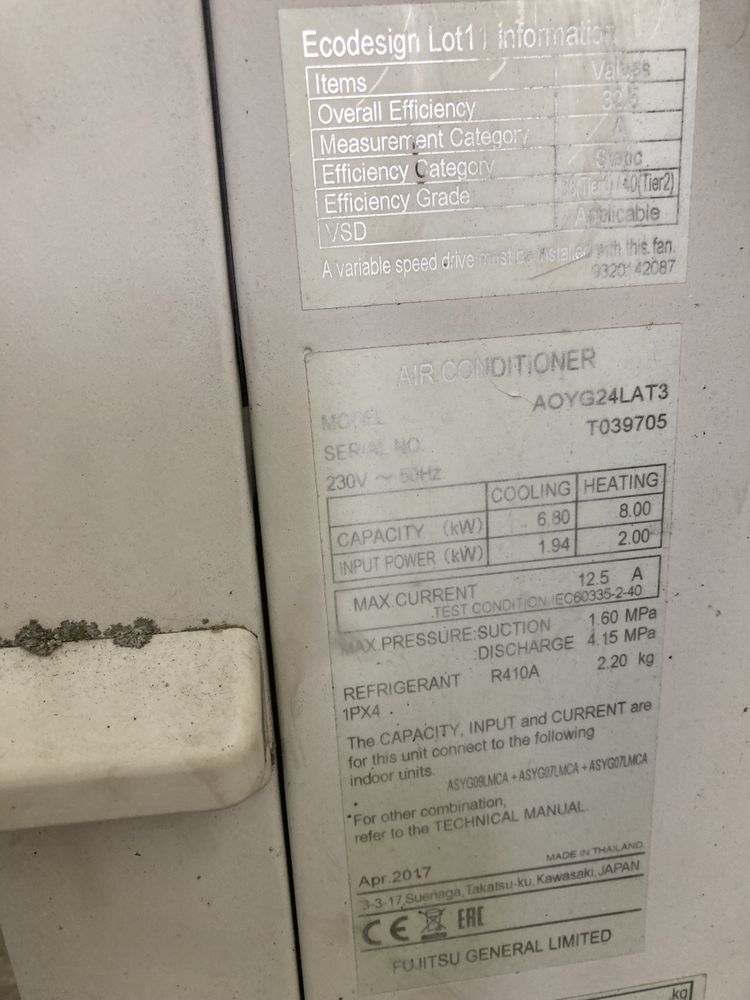 Ecodesign Lot11 Information
Items Values
Overall Efficiency 32.5
Measurement Category A
Efficiency Category Static
Efficiency Grade /40(Tier2)
VSD Applicable
A variable speed drive must be installed with this fan.
9320142087
AIR CONDITIONER
MODEL AOYG24LAT3
SERIAL NO. T039705
230V ~ 50Hz
COOLING HEATING
CAPACITY (kW) 6.80 8.00
INPUT POWER (kW) 1.94 2.00
MAX.CURRENT 12.5 A
TEST CONDITION:IEC60335-2-40
MAX.PRESSURE:SUCTION 1.60 MPa
:DISCHARGE 4.15 MPa
REFRIGERANT R410A 2.20 kg
1PX4
The CAPACITY, INPUT and CURRENT are
for this unit connect to the following
indoor units.
ASYG09LMCA + ASYG07LMCA + ASYG07LMCA
*For other combination,
refer to the TECHNICAL MANUAL.
Apr.2017 MADE IN THAILAND
3-3-17,Suenaga,Takatsu-ku,Kawasaki,JAPAN
CE EAC
FUJITSU GENERAL LIMITED
kg